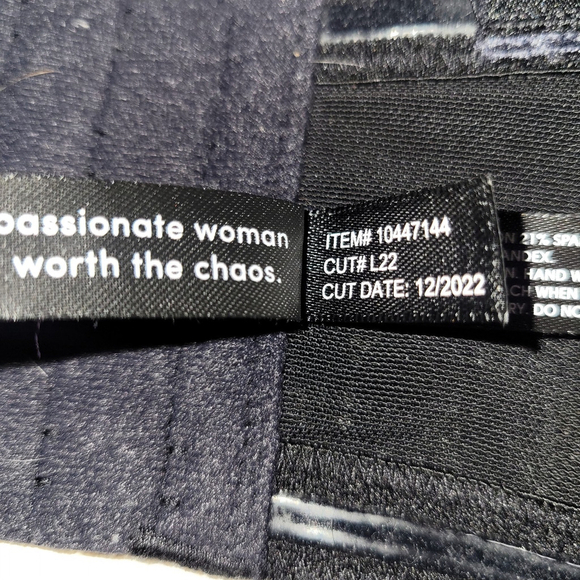 passionate woman
worth the chaos.
ITEM# 10447144
CUT# L22
CUT DATE: 12/2022
21% SPA
ANDEX
HAND W
WHEN
DO NO